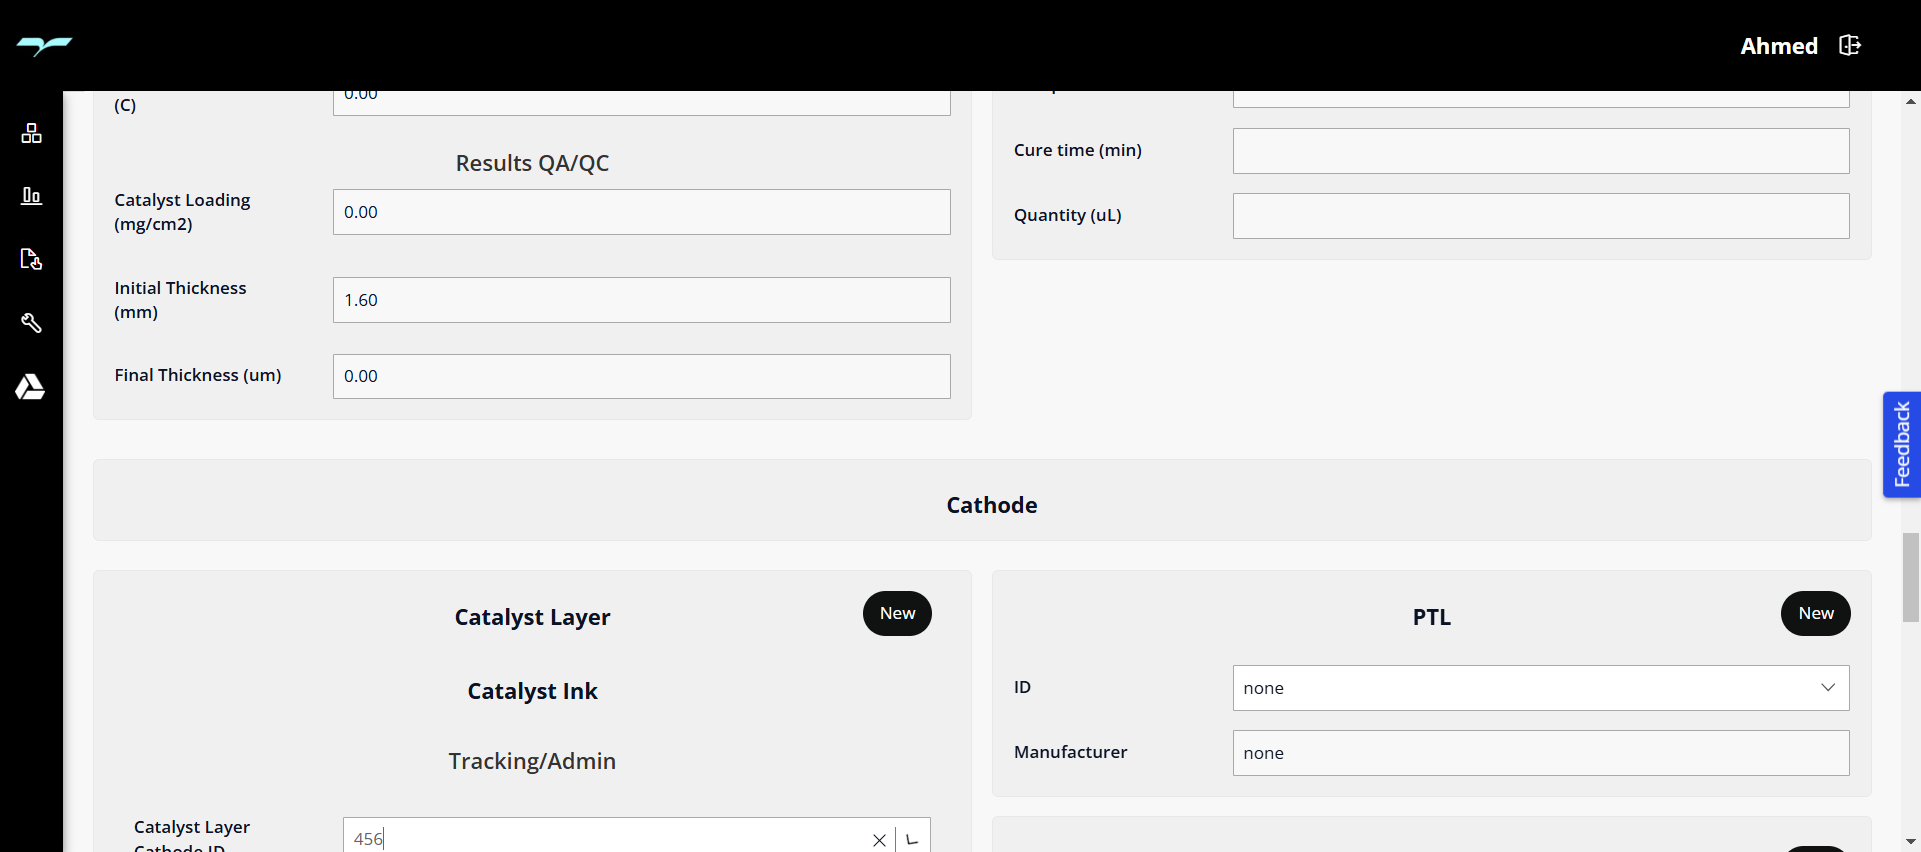 Ahmed
(C)
0.00
Results QA/QC
Catalyst Loading
(mg/cm2)
0.00
Initial Thickness
(mm)
1.60
Final Thickness (um)
0.00
Cure time (min)
Quantity (uL)
Feedback
Cathode
Catalyst Layer
New
Catalyst Ink
Tracking/Admin
Catalyst Layer
Cathode ID
456
PTL
New
ID
none
Manufacturer
none